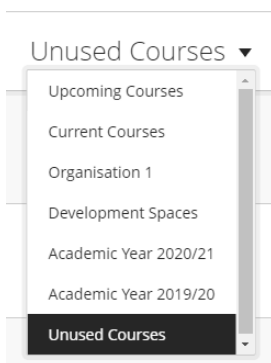 Unused Courses
Upcoming Courses
Current Courses
Organisation 1
Development Spaces
Academic Year 2020/21
Academic Year 2019/20
Unused Courses